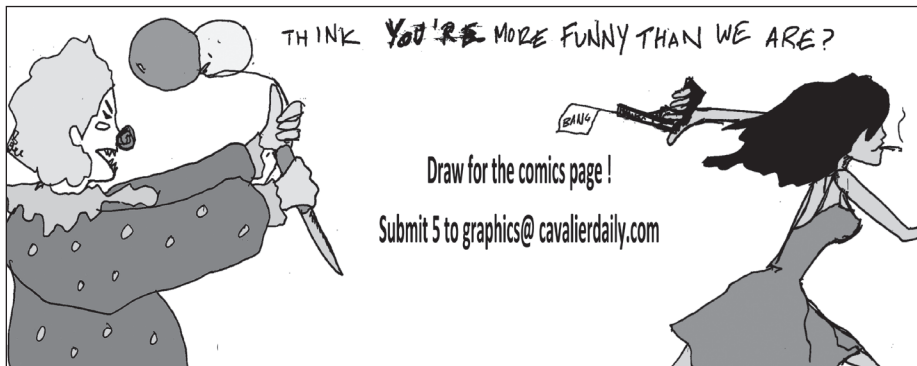 THINK YOU'RE MORE FUNNY THAN WE ARE?
BANG
Draw for the comics page !
Submit 5 to graphics@ cavalierdaily.com